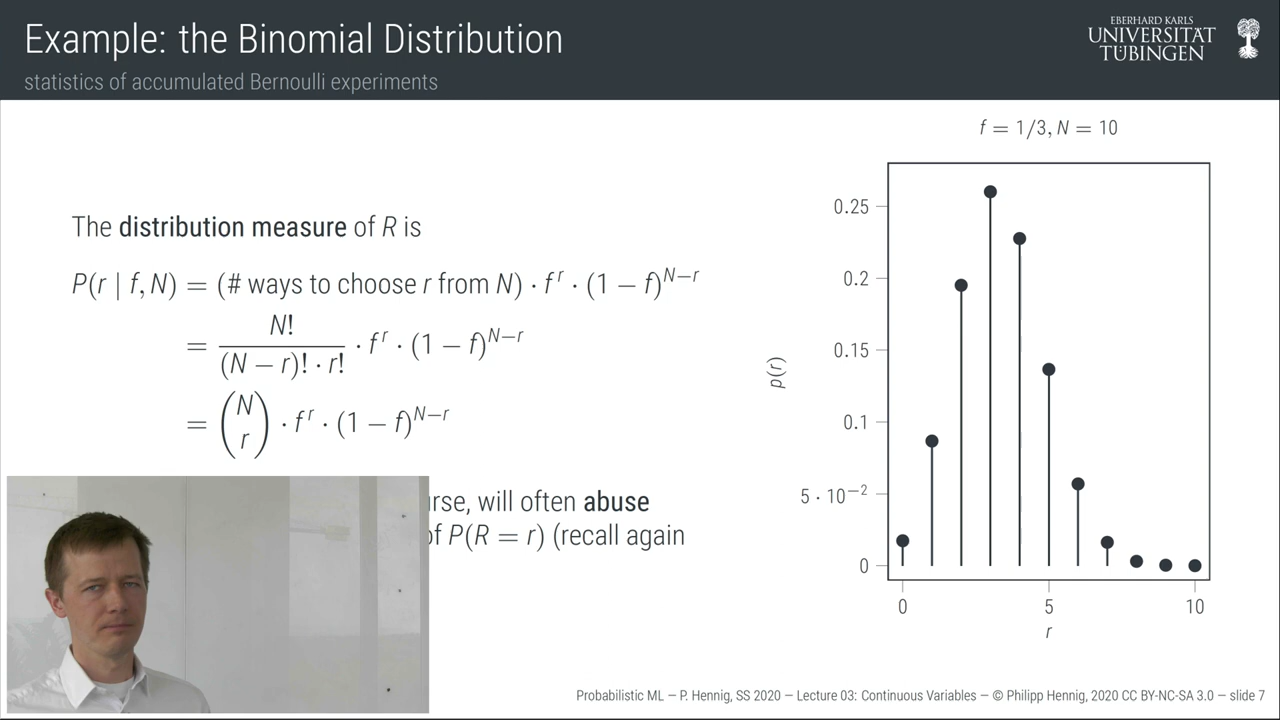 Example: the Binomial Distribution
statistics of accumulated Bernoulli experiments
EBERHARD KARLS
UNIVERSITÄT
TÜBINGEN
The distribution measure of R is
P(r | f, N) = (# ways to choose r from N) · f^r · (1 − f)^{N−r}
= N! / ((N − r)! · r!) · f^r · (1 − f)^{N−r}
= (N r) · f^r · (1 − f)^{N−r}
will often abuse
P(R = r) (recall again
f = 1/3, N = 10
p(r)
0.25
0.2
0.15
0.1
5 · 10^−2
0
0 5 10
r
Probabilistic ML — P. Hennig, SS 2020 — Lecture 03: Continuous Variables — © Philipp Hennig, 2020 CC BY-NC-SA 3.0 — slide 7